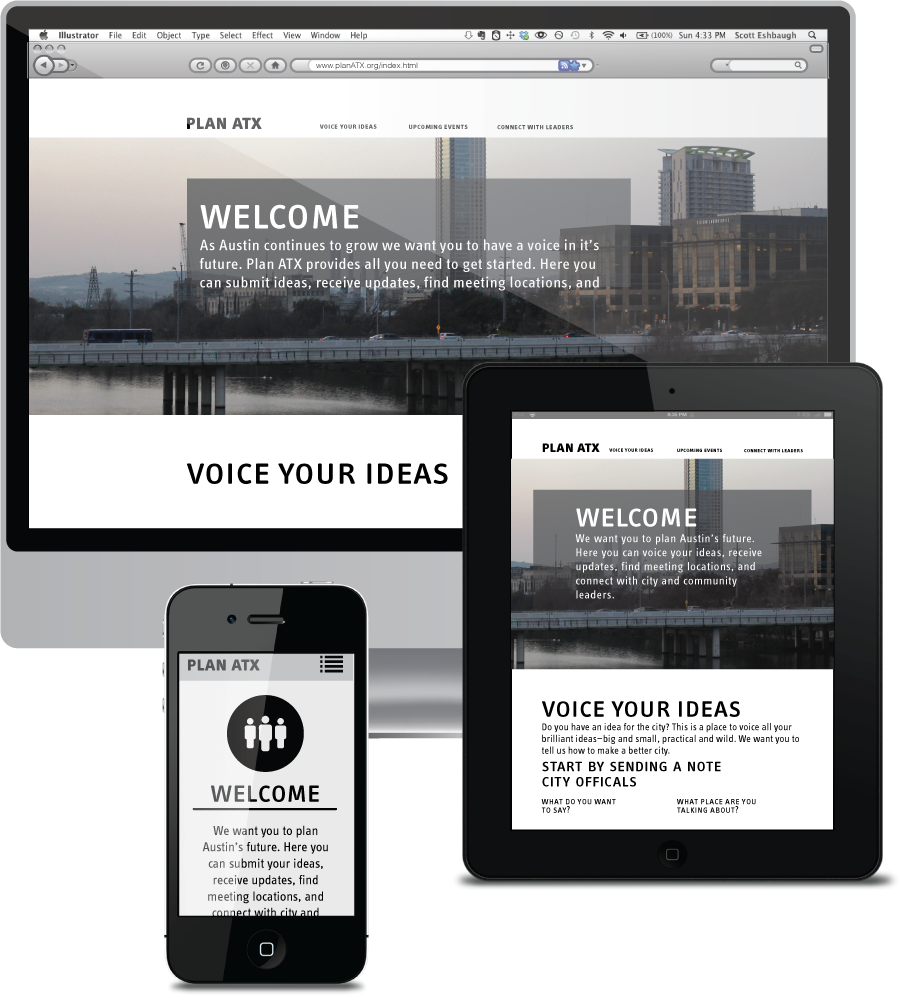 Illustrator File Edit Object Type Select Effect View Window Help (100%) Sun 4:33 PM Scott Eshbaugh
www.planATX.org/index.html
PLAN ATX VOICE YOUR IDEAS UPCOMING EVENTS CONNECT WITH LEADERS
WELCOME
As Austin continues to grow we want you to have a voice in it's
future. Plan ATX provides all you need to get started. Here you
can submit ideas, receive updates, find meeting locations, and
VOICE YOUR IDEAS
PLAN ATX VOICE YOUR IDEAS UPCOMING EVENTS CONNECT WITH LEADERS
WELCOME
We want you to plan Austin's future.
Here you can voice your ideas, receive
updates, find meeting locations, and
connect with city and community
leaders.
VOICE YOUR IDEAS
Do you have an idea for the city? This is a place to voice all your
brilliant ideas—big and small, practical and wild. We want you to
tell us how to make a better city.
START BY SENDING A NOTE
CITY OFFICALS
WHAT DO YOU WANT
TO SAY?
WHAT PLACE ARE YOU
TALKING ABOUT?
PLAN ATX
WELCOME
We want you to plan
Austin's future. Here you
can submit your ideas,
receive updates, find
meeting locations, and
connect with city and